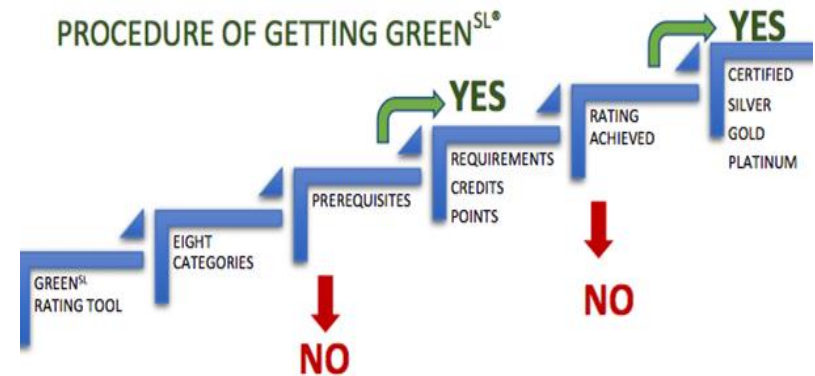 PROCEDURE OF GETTING GREENSL®
YES
YES
CERTIFIED
SILVER
GOLD
PLATINUM
RATING
ACHIEVED
REQUIREMENTS
CREDITS
POINTS
PREREQUISITES
EIGHT
CATEGORIES
GREENSL
RATING TOOL
NO
NO